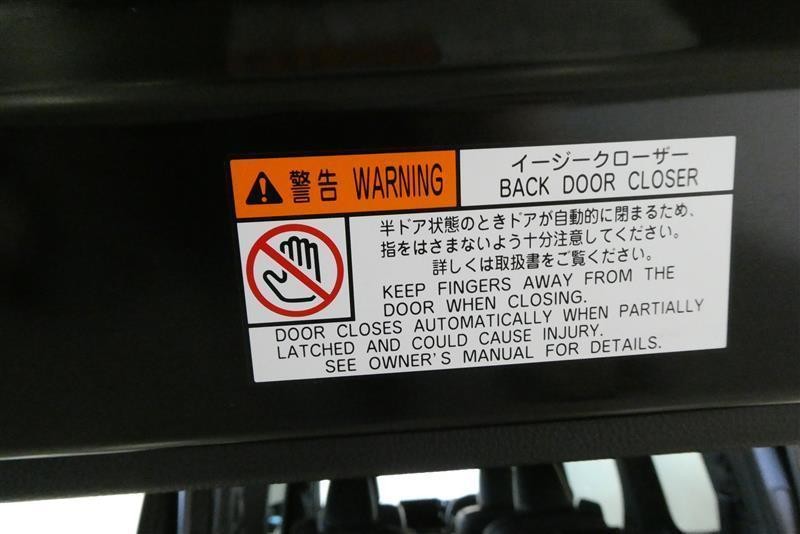 警告 WARNING
イージークローザー
BACK DOOR CLOSER
半ドア状態のときドアが自動的に閉まるため、
指をはさまないよう十分注意してください。
詳しくは取扱書をご覧ください。
KEEP FINGERS AWAY FROM THE
DOOR WHEN CLOSING.
DOOR CLOSES AUTOMATICALLY WHEN PARTIALLY
LATCHED AND COULD CAUSE INJURY.
SEE OWNER'S MANUAL FOR DETAILS.